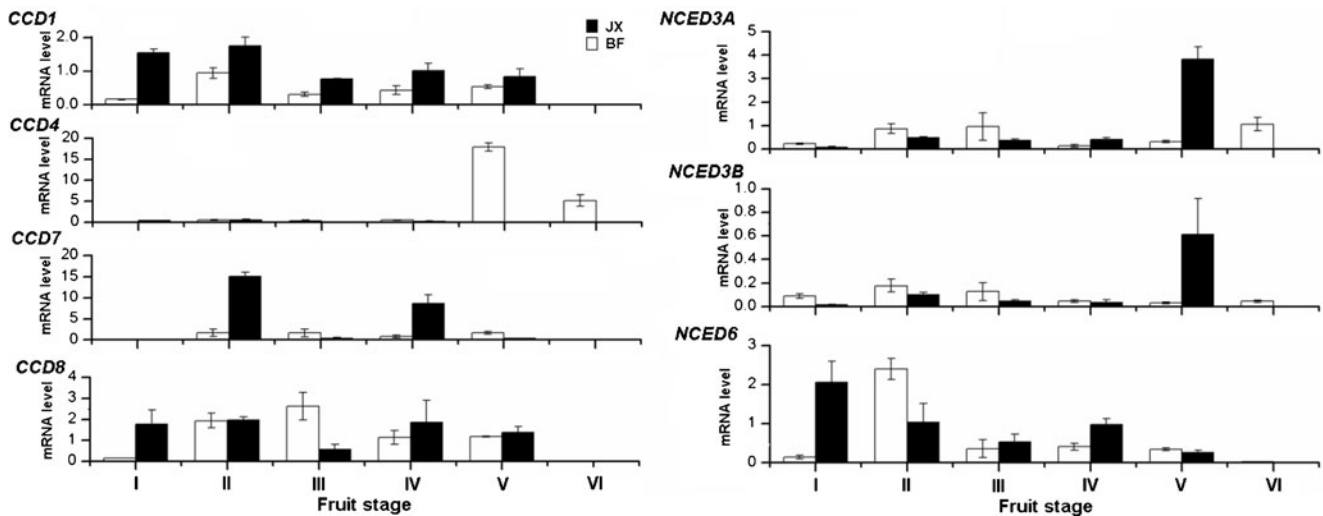 CCD1
JX
BF
mRNA level
2.0
1.0
0.0
CCD4
mRNA level
20
15
10
5
0
CCD7
mRNA level
20
15
10
5
0
CCD8
mRNA level
4
3
2
1
0
I II III IV V VI
Fruit stage
NCED3A
mRNA level
5
4
3
2
1
0
NCED3B
mRNA level
1.0
0.8
0.6
0.4
0.2
0.0
NCED6
mRNA level
2
1
0
I II III IV V VI
Fruit stage